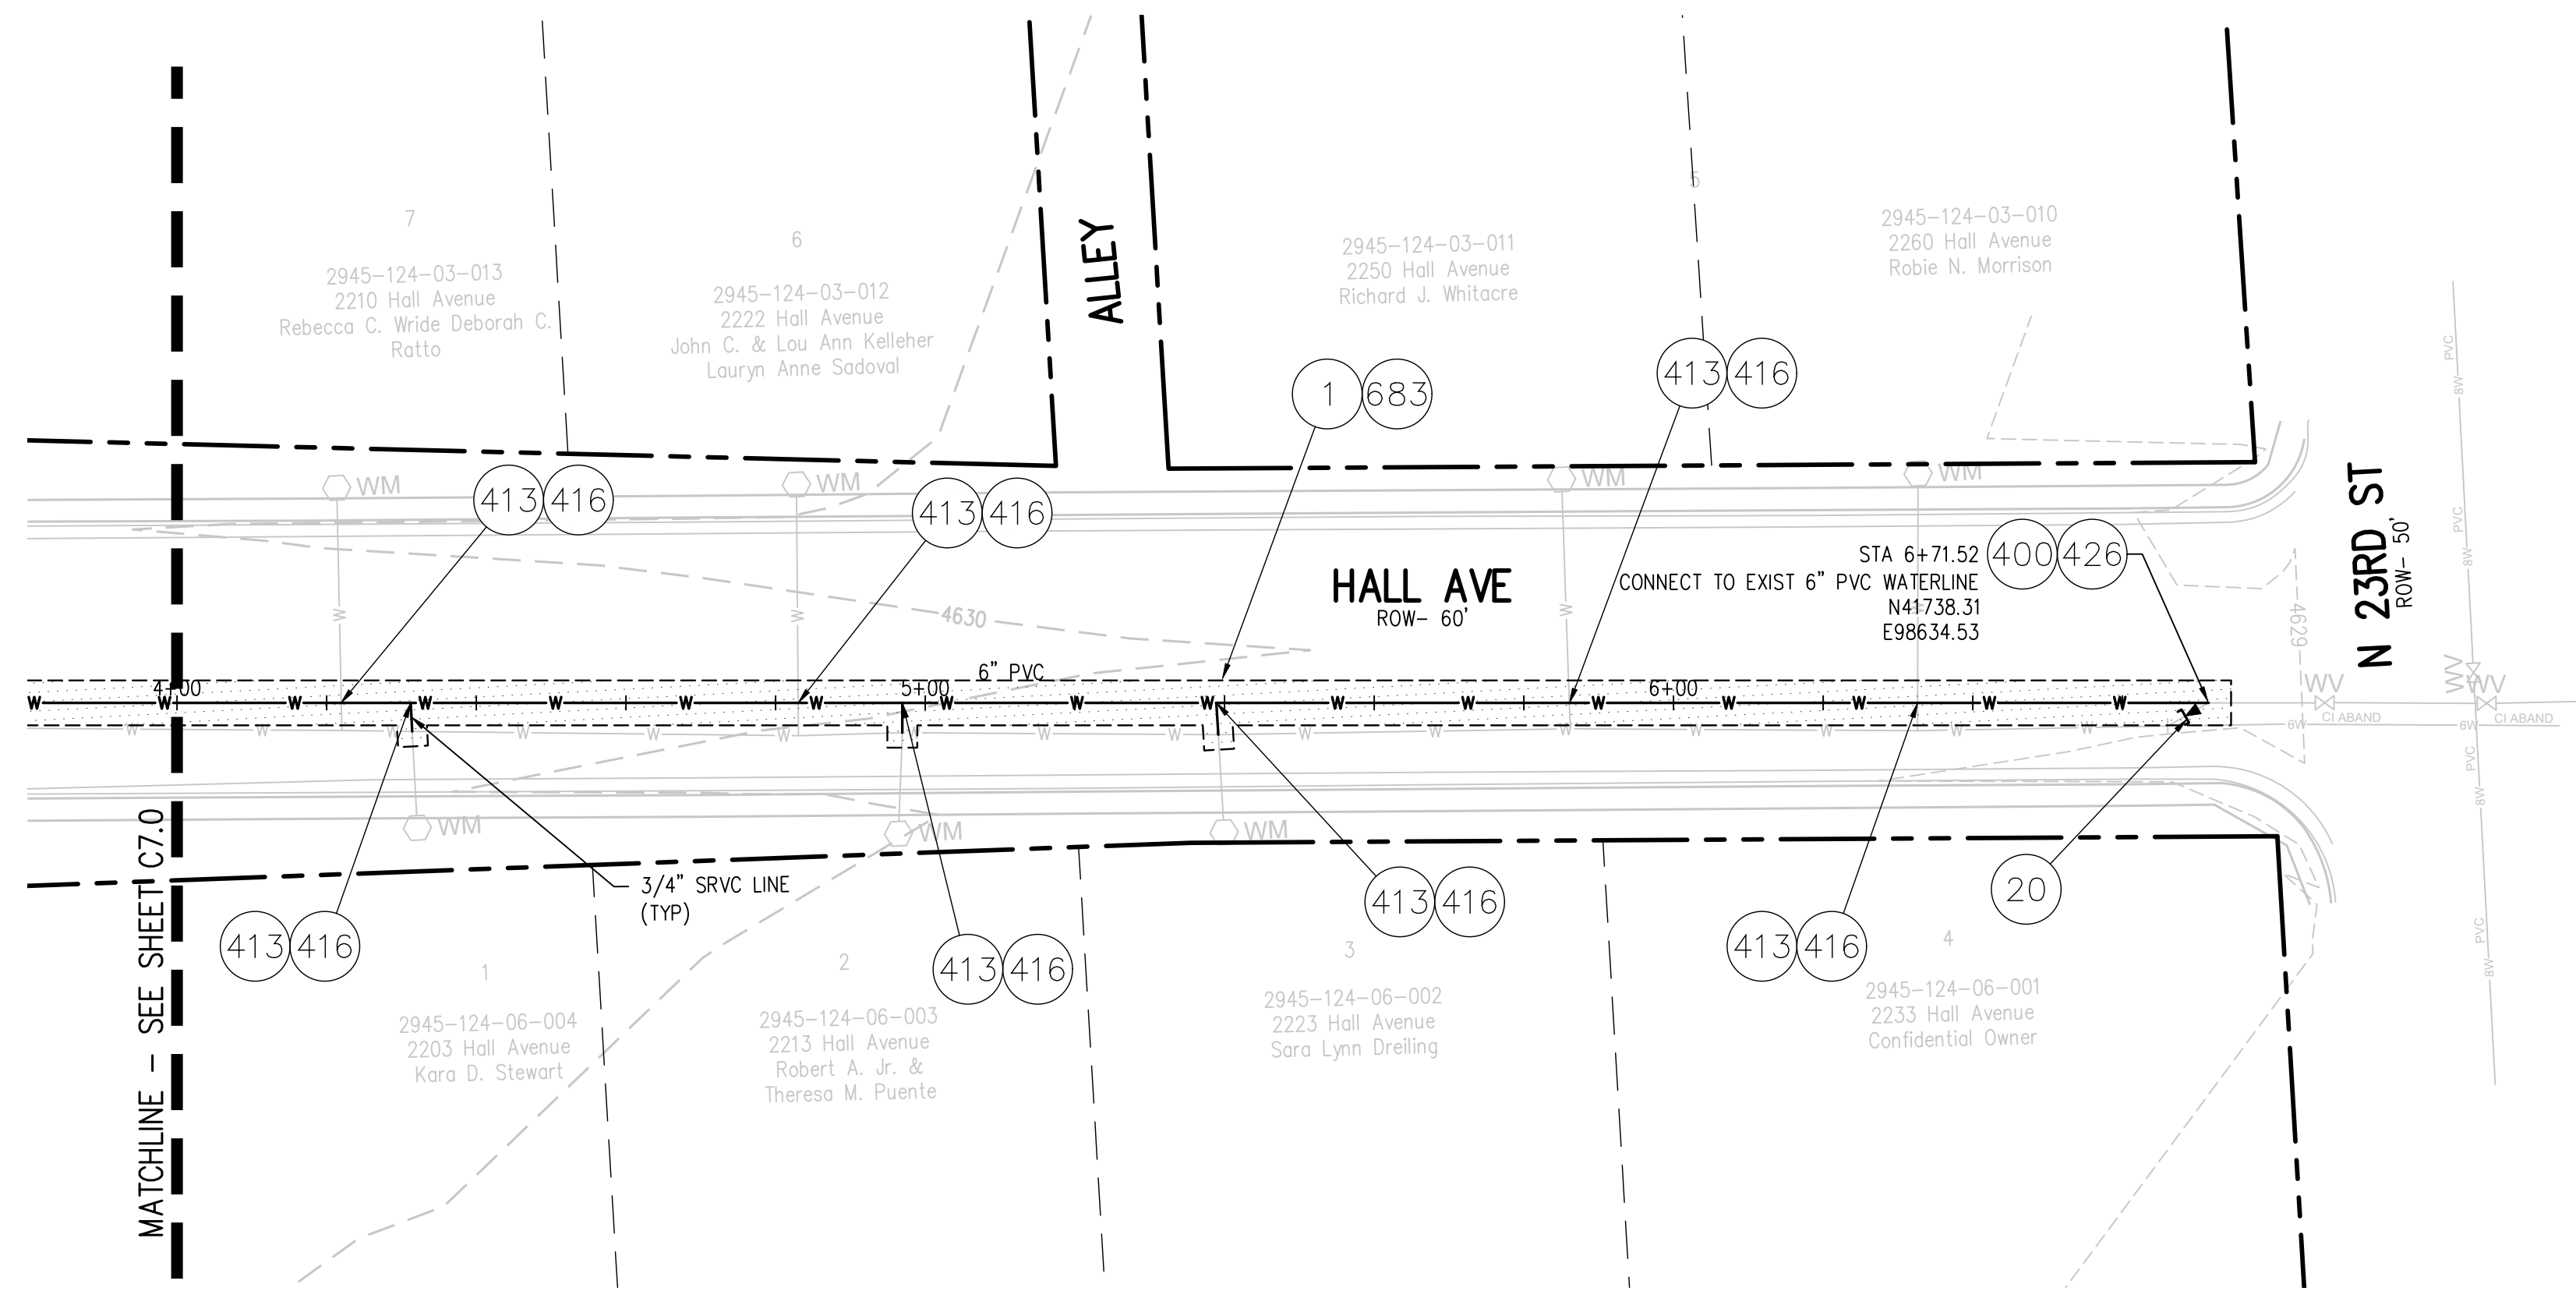 7
2945-124-03-013
2210 Hall Avenue
Rebecca C. Wride Deborah C.
Ratto
6
2945-124-03-012
2222 Hall Avenue
John C. & Lou Ann Kelleher
Lauryn Anne Sadoval
ALLEY
2945-124-03-011
2250 Hall Avenue
Richard J. Whitacre
5
2945-124-03-010
2260 Hall Avenue
Robie N. Morrison
1 683
413 416
WM
413 416
WM
413 416
WM
WM
HALL AVE
ROW- 60'
STA 6+71.52
CONNECT TO EXIST 6" PVC WATERLINE
N41738.31
E98634.53
400 426
N 23RD ST
ROW- 50'
PVC
8W
PVC
8W
W
W
W
W
4630
4629
6" PVC
4+00
5+00
6+00
W W W W W W W W W W W W W W W W W
W W W W W W W W W W W W W W W W
WV
WV
WV
6W
CI ABAND
6W
CI ABAND
PVC
8W
PVC
8W
WM
WM
WM
MATCHLINE - SEE SHEET C7.0
3/4" SRVC LINE
(TYP)
413 416
413 416
413 416
413 416
20
1
2945-124-06-004
2203 Hall Avenue
Kara D. Stewart
2
2945-124-06-003
2213 Hall Avenue
Robert A. Jr. &
Theresa M. Puente
3
2945-124-06-002
2223 Hall Avenue
Sara Lynn Dreiling
4
2945-124-06-001
2233 Hall Avenue
Confidential Owner